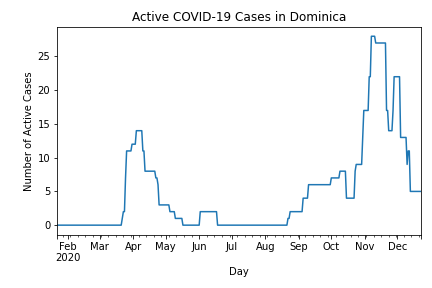 Active COVID-19 Cases in Dominica
Number of Active Cases
25
20
15
10
5
0
Feb Mar Apr May Jun Jul Aug Sep Oct Nov Dec
2020
Day